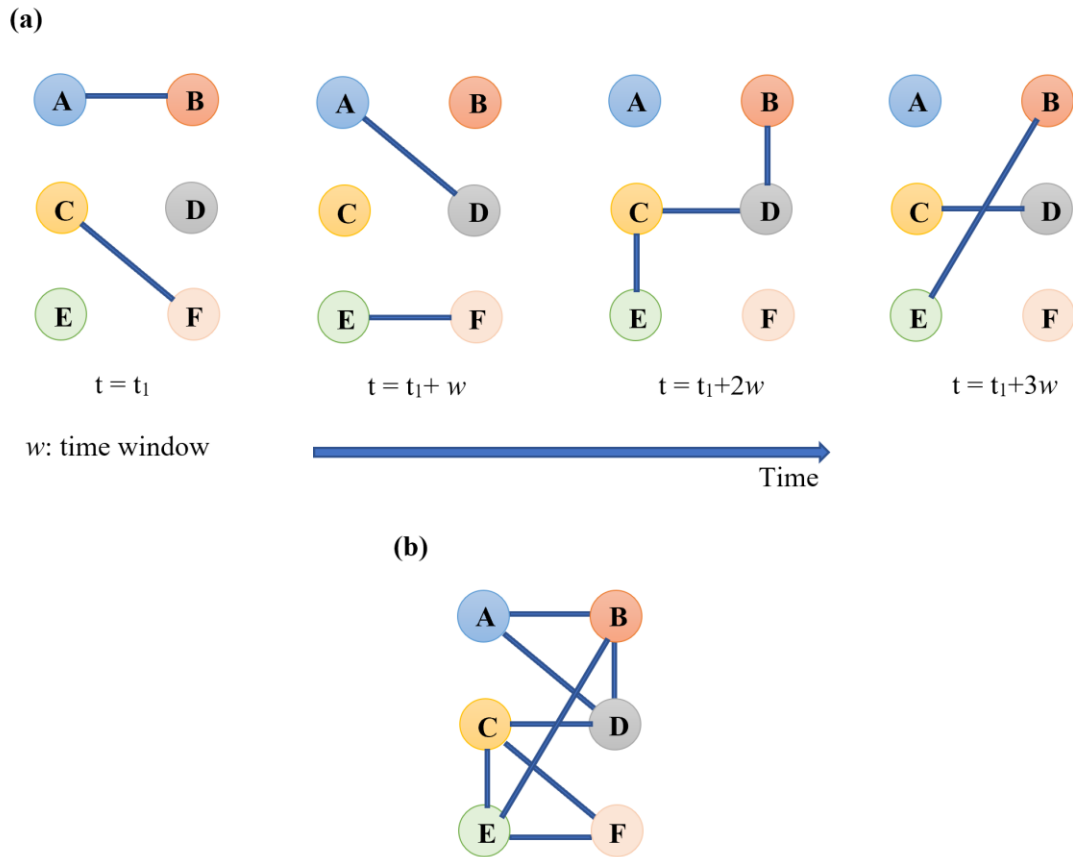 (a)
A B A B A B A B
C D C D C D C D
E F E F E F E F
t = t₁ t = t₁+ w t = t₁+2w t = t₁+3w
w: time window
Time
(b)
A B
C D
E F